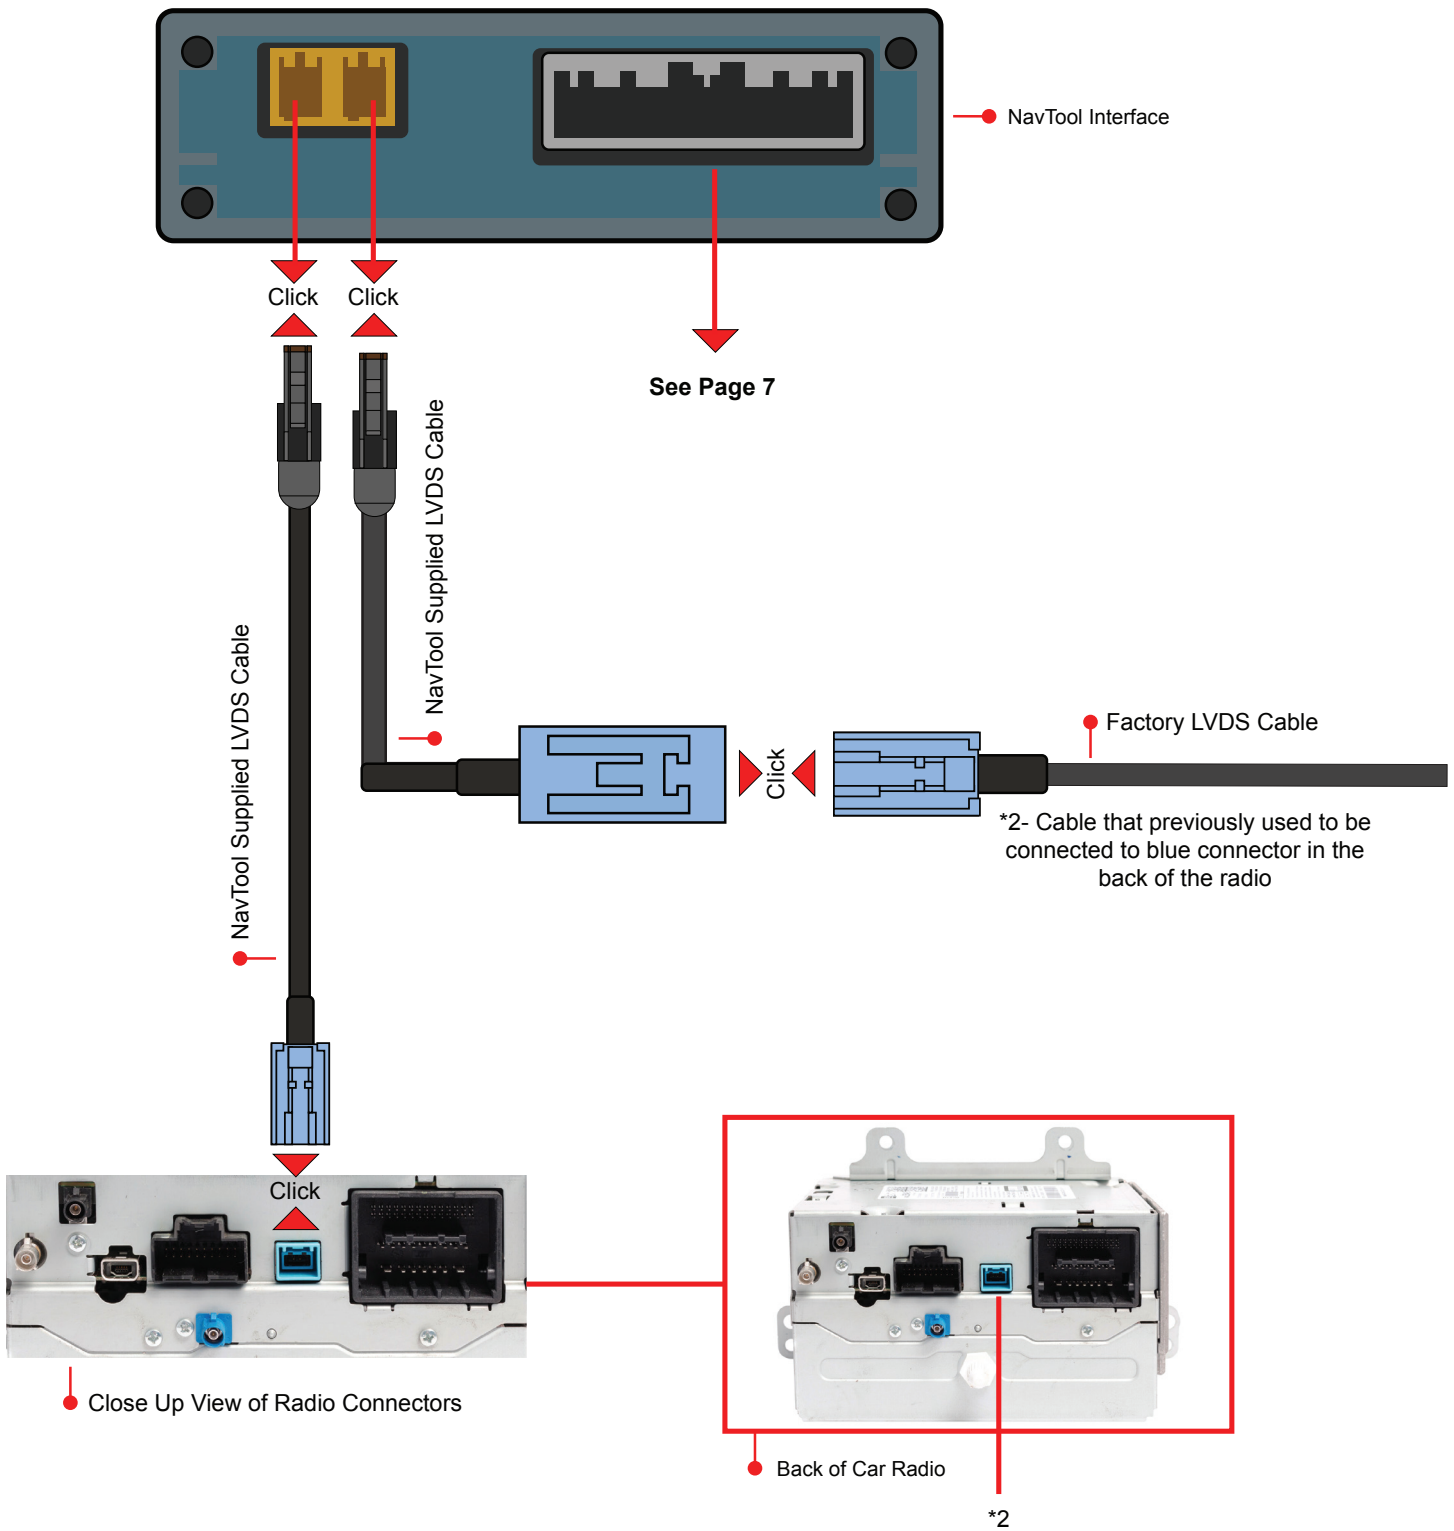 NavTool Interface
Click
Click
See Page 7
NavTool Supplied LVDS Cable
NavTool Supplied LVDS Cable
Factory LVDS Cable
Click
*2- Cable that previously used to be
connected to blue connector in the
back of the radio
Click
Close Up View of Radio Connectors
Back of Car Radio
*2